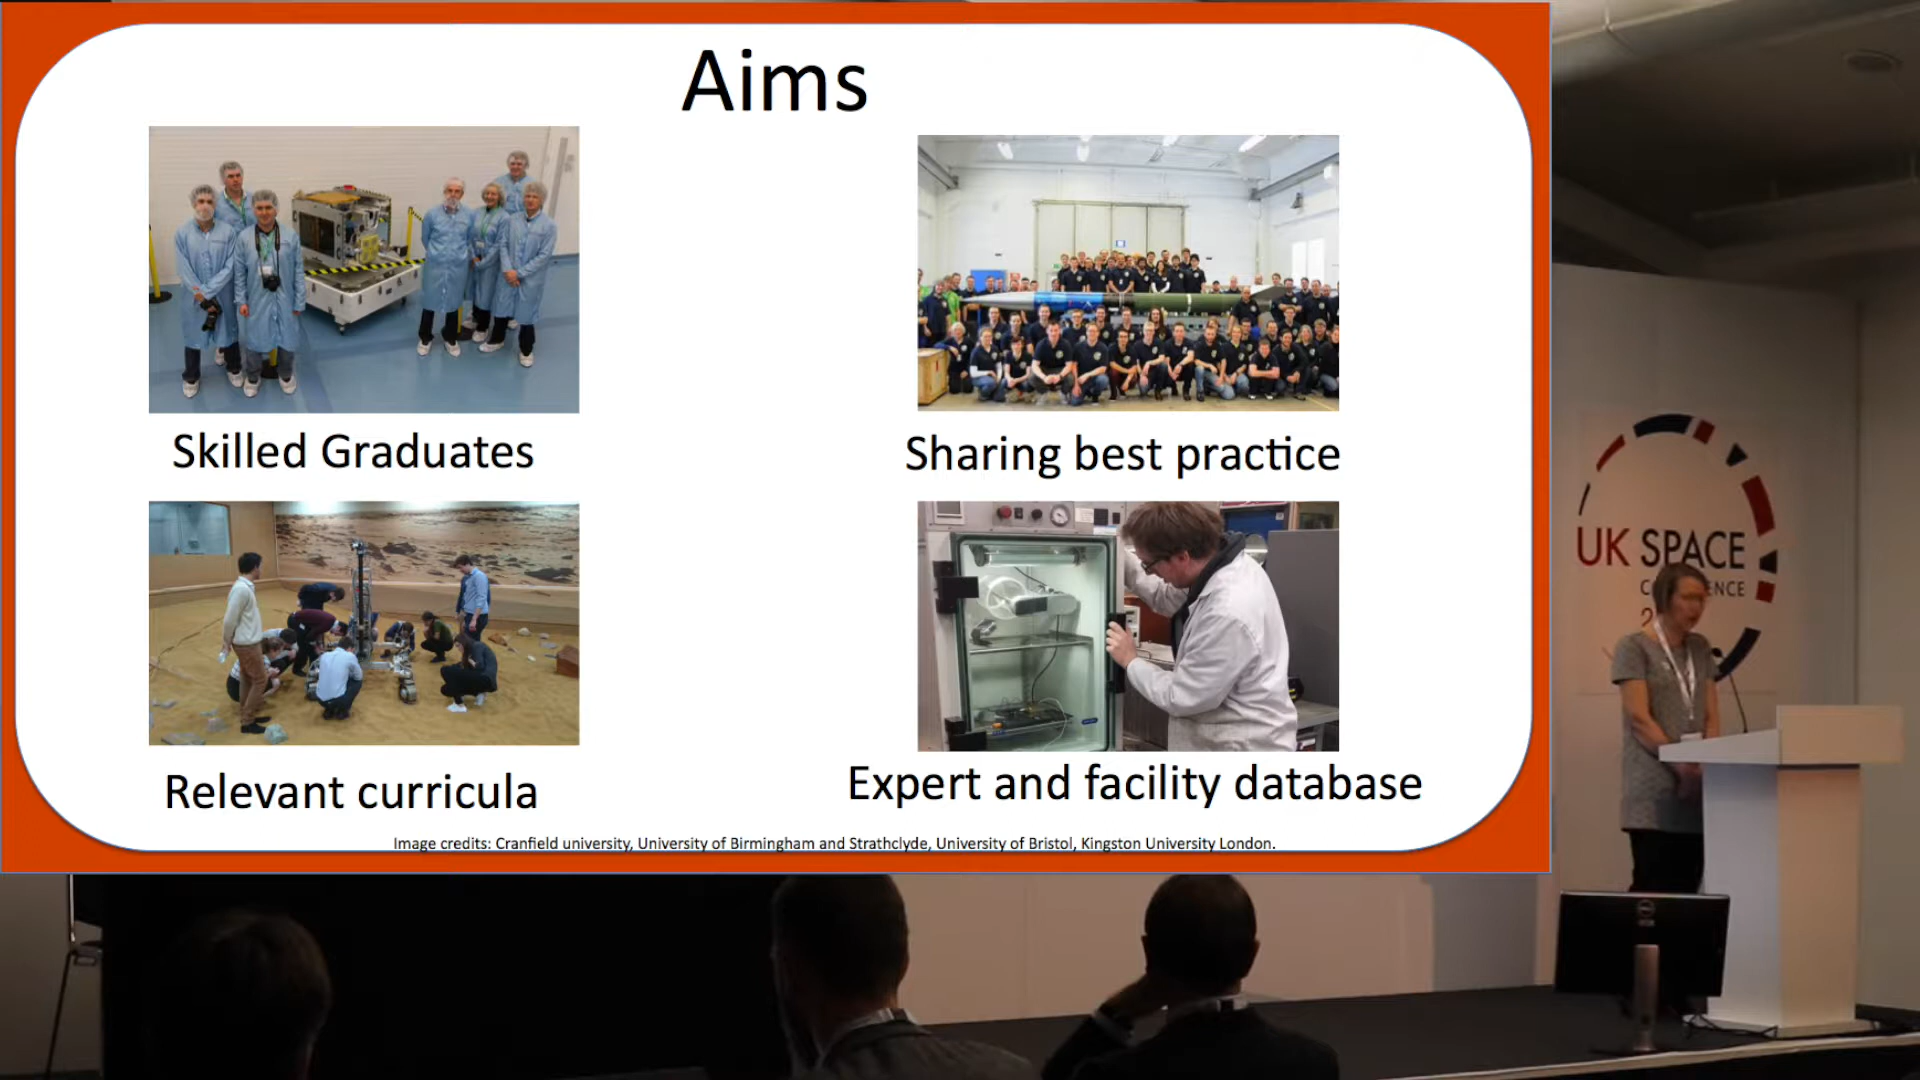 Aims
Skilled Graduates
Sharing best practice
Relevant curricula
Expert and facility database
Image credits: Cranfield university, University of Birmingham and Strathclyde, University of Bristol, Kingston University London.
UK SPACE